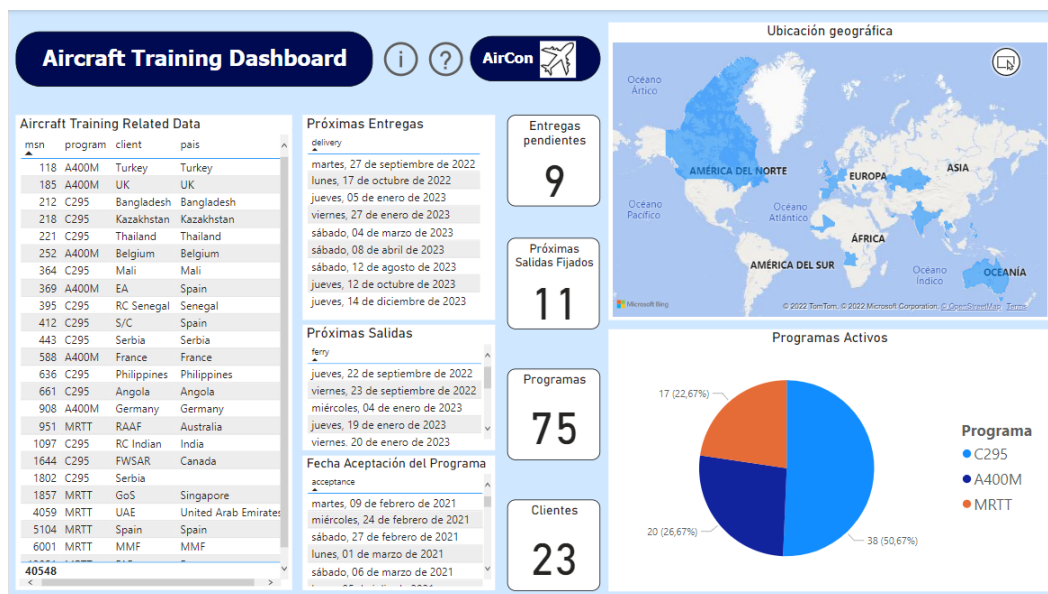 Aircraft Training Dashboard
i
?
AirCon
Aircraft Training Related Data
msn program client pais
118 A400M Turkey Turkey
185 A400M UK UK
212 C295 Bangladesh Bangladesh
218 C295 Kazakhstan Kazakhstan
221 C295 Thailand Thailand
252 A400M Belgium Belgium
364 C295 Mali Mali
369 A400M EA Spain
395 C295 RC Senegal Senegal
412 C295 S/C Spain
443 C295 Serbia Serbia
588 A400M France France
636 C295 Philippines Philippines
661 C295 Angola Angola
908 A400M Germany Germany
951 MRTT RAAF Australia
1097 C295 RC Indian India
1644 C295 FWSAR Canada
1802 C295 Serbia
1857 MRTT GoS Singapore
4059 MRTT UAE United Arab Emirates
5104 MRTT Spain Spain
6001 MRTT MMF MMF
40548
Próximas Entregas
delivery
martes, 27 de septiembre de 2022
lunes, 17 de octubre de 2022
jueves, 05 de enero de 2023
viernes, 27 de enero de 2023
sábado, 04 de marzo de 2023
sábado, 08 de abril de 2023
sábado, 12 de agosto de 2023
jueves, 12 de octubre de 2023
jueves, 14 de diciembre de 2023
Próximas Salidas
ferry
jueves, 22 de septiembre de 2022
viernes, 23 de septiembre de 2022
miércoles, 04 de enero de 2023
jueves, 19 de enero de 2023
viernes. 20 de enero de 2023
Fecha Aceptación del Programa
acceptance
martes, 09 de febrero de 2021
miércoles, 24 de febrero de 2021
sábado, 27 de febrero de 2021
lunes, 01 de marzo de 2021
sábado, 06 de marzo de 2021
Entregas
pendientes
9
Próximas
Salidas Fijados
11
Programas
75
Clientes
23
Ubicación geográfica
Océano
Ártico
AMÉRICA DEL NORTE
EUROPA
ASIA
Océano
Pacífico
Océano
Atlántico
ÁFRICA
AMÉRICA DEL SUR
Océano
Índico
OCEANÍA
Microsoft Bing
© 2022 TomTom, © 2022 Microsoft Corporation, © OpenStreetMap Terms
Programas Activos
17 (22,67%)
20 (26,67%)
38 (50,67%)
Programa
C295
A400M
MRTT